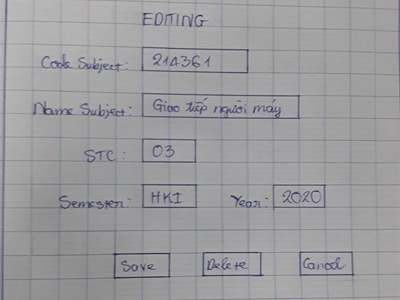 EDITING
Code Subject: 214361
Name Subject: Giao tiếp người máy
STC: 03
Semester: HKI Year: 2020
Save Delete Cancel